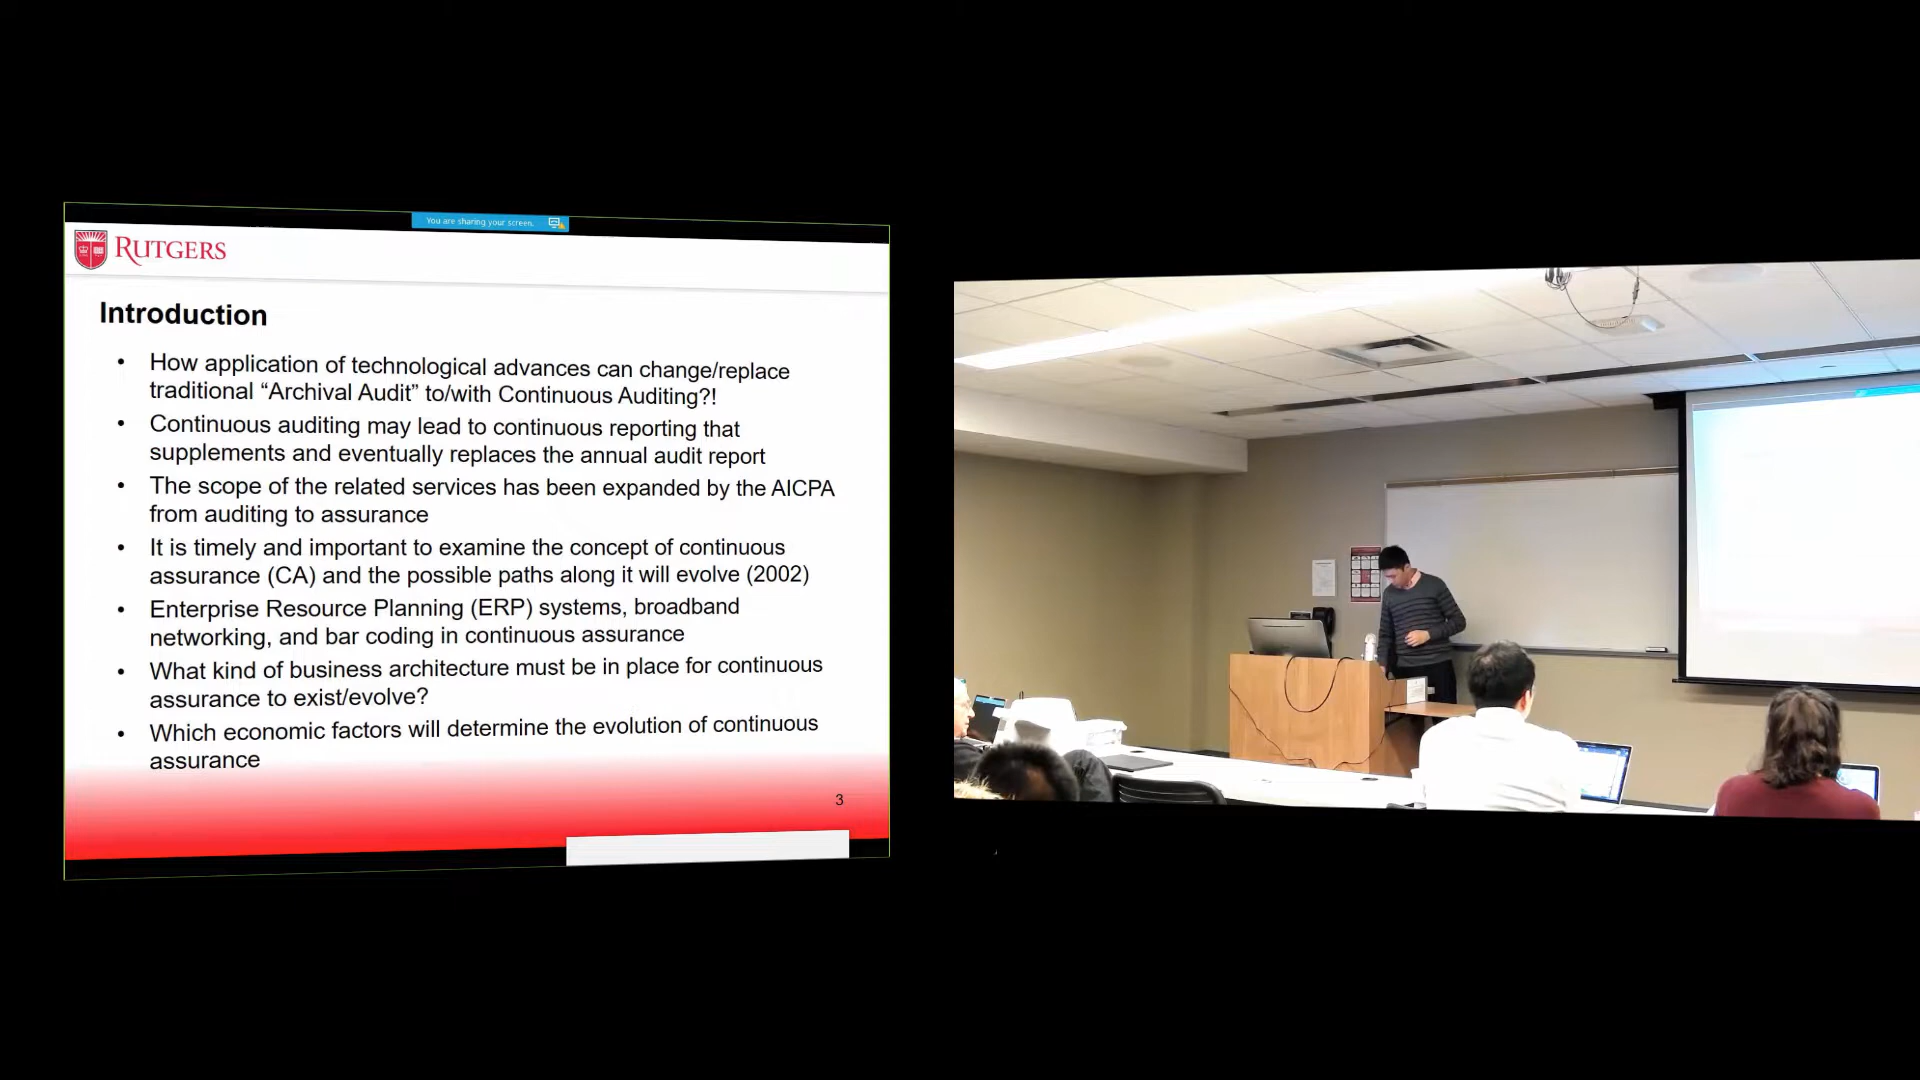 You are sharing your screen.
RUTGERS
Introduction
• How application of technological advances can change/replace
traditional “Archival Audit” to/with Continuous Auditing?!
• Continuous auditing may lead to continuous reporting that
supplements and eventually replaces the annual audit report
• The scope of the related services has been expanded by the AICPA
from auditing to assurance
• It is timely and important to examine the concept of continuous
assurance (CA) and the possible paths along it will evolve (2002)
• Enterprise Resource Planning (ERP) systems, broadband
networking, and bar coding in continuous assurance
• What kind of business architecture must be in place for continuous
assurance to exist/evolve?
• Which economic factors will determine the evolution of continuous
assurance
3